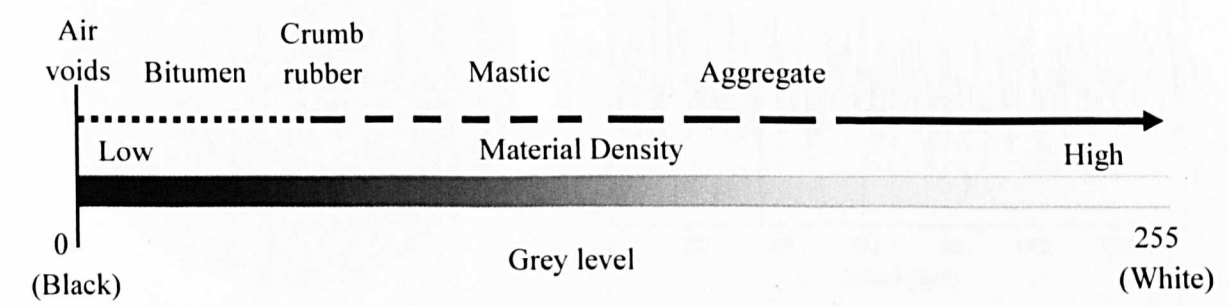 Air
voids
Bitumen
Crumb
rubber
Mastic
Aggregate
Low
Material Density
High
0
(Black)
Grey level
255
(White)